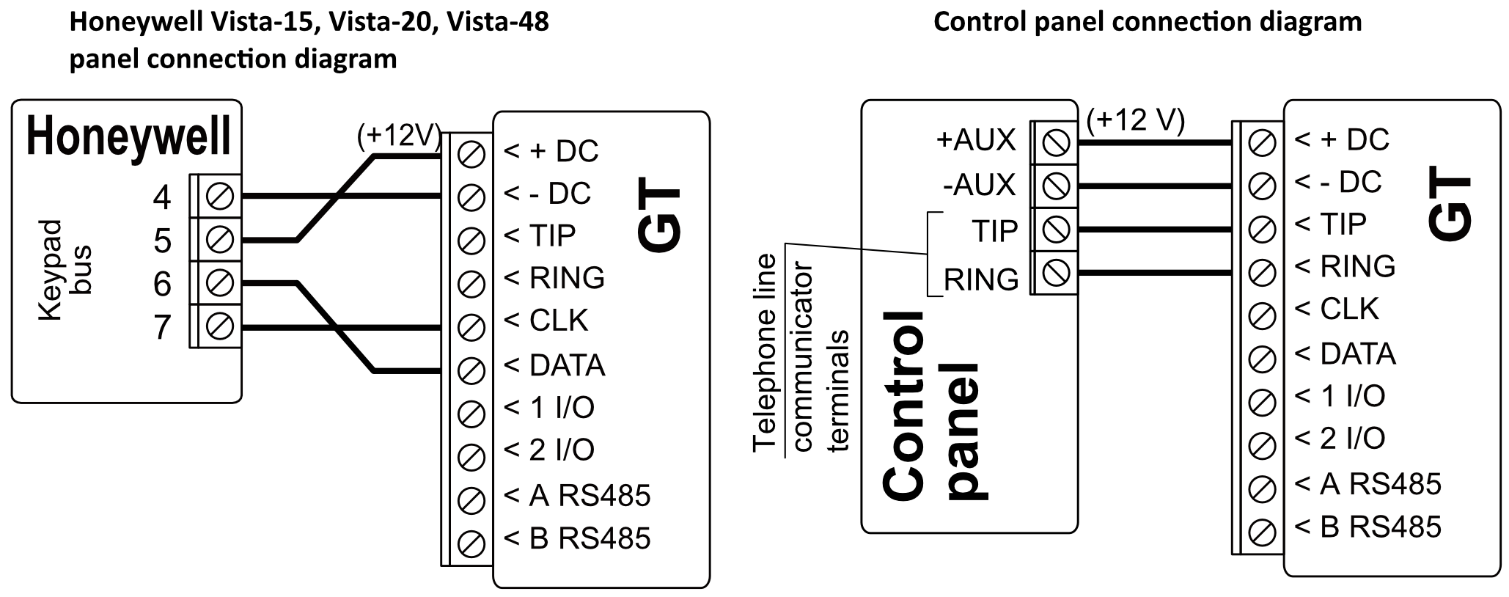 Honeywell Vista-15, Vista-20, Vista-48
panel connection diagram
Honeywell
Keypad
bus
4
5
6
7
(+12V)
< + DC
< - DC
< TIP
< RING
< CLK
< DATA
< 1 I/O
< 2 I/O
< A RS485
< B RS485
GT
Control panel connection diagram
+AUX
-AUX
TIP
RING
Telephone line
communicator
terminals
Control
panel
(+12 V)
< + DC
< - DC
< TIP
< RING
< CLK
< DATA
< 1 I/O
< 2 I/O
< A RS485
< B RS485
GT